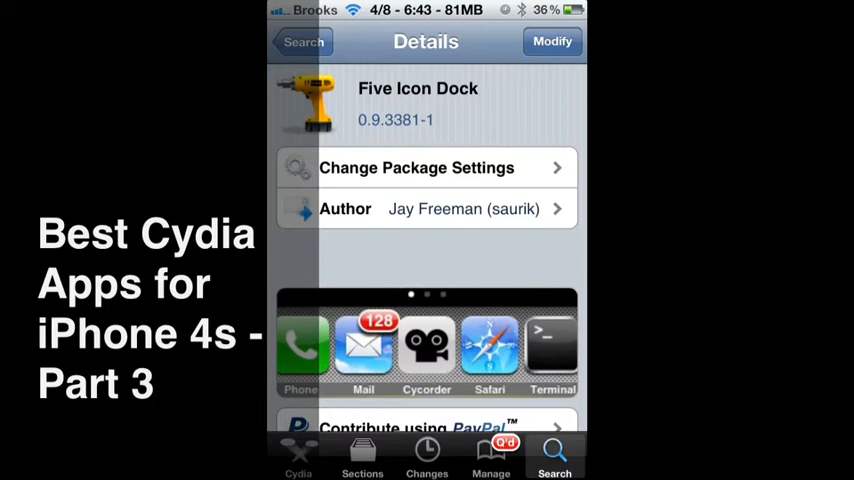 Brooks 4/8 - 6:43 - 81MB 36%
Search Details Modify
Five Icon Dock
0.9.3381-1
Change Package Settings
Author Jay Freeman (saurik)
Best Cydia
Apps for
iPhone 4s -
Part 3
128
>_
Phone Mail Cycorder Safari Terminal
Contribute using PayPal™
Q'd
Cydia Sections Changes Manage Search